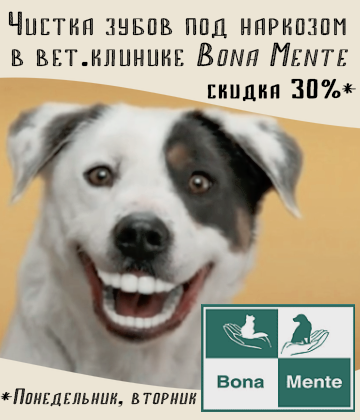 Чистка зубов под наркозом
в вет.клинике Bona Mente
скидка 30%*
*Понедельник, вторник
Bona Mente